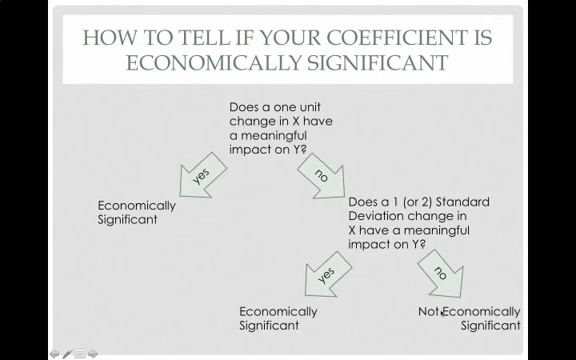 HOW TO TELL IF YOUR COEFFICIENT IS
ECONOMICALLY SIGNIFICANT
Does a one unit
change in X have
a meaningful
impact on Y?
yes
no
Economically
Significant
Does a 1 (or 2) Standard
Deviation change in
X have a meaningful
impact on Y?
yes
no
Economically
Significant
Not Economically
Significant